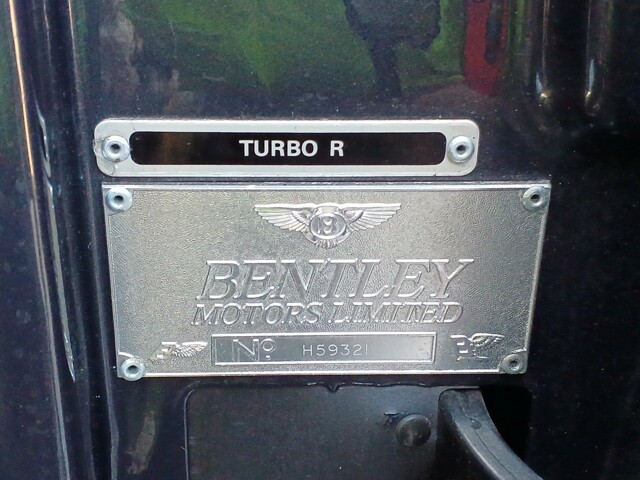 TURBO R
BENTLEY
MOTORS LIMITED
Nº H59321